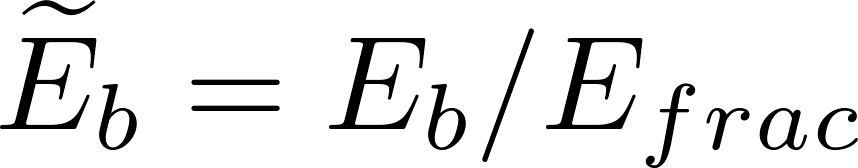 $\widetilde{E}_b = E_b / E_{frac}$